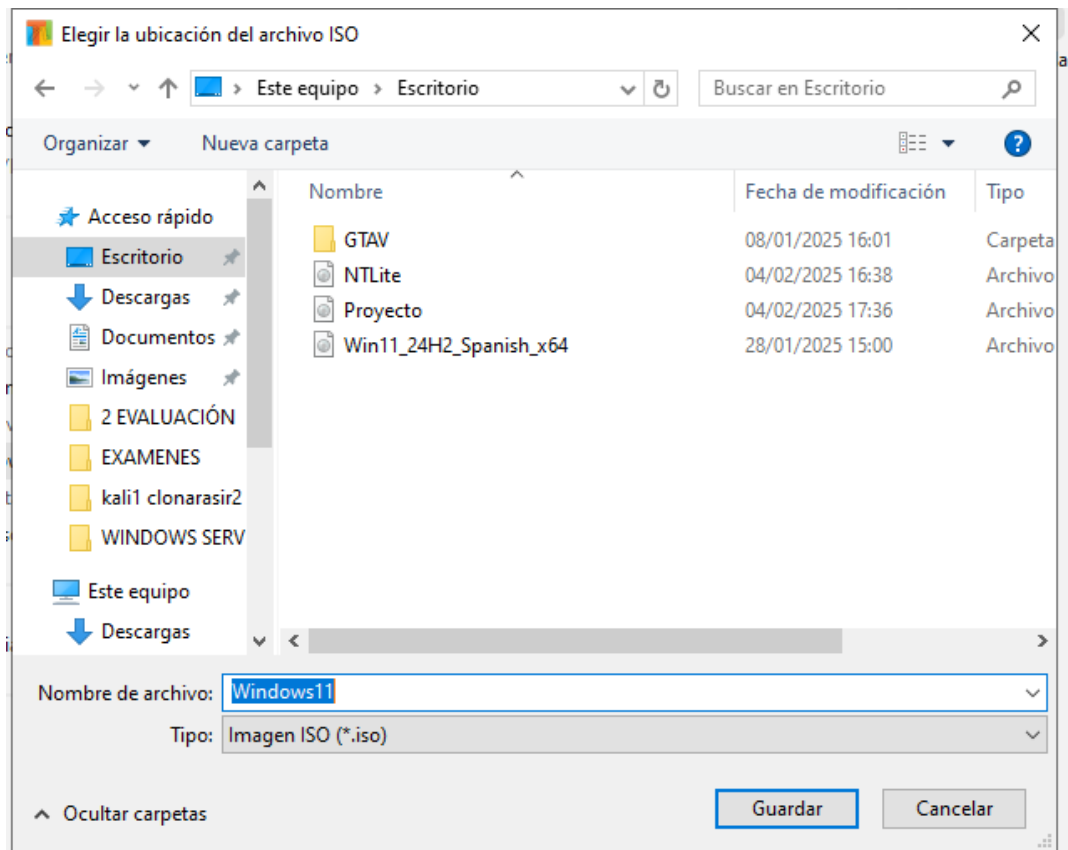 Elegir la ubicación del archivo ISO
Este equipo > Escritorio
Buscar en Escritorio
Organizar
Nueva carpeta
Nombre
Fecha de modificación
Tipo
Acceso rápido
Escritorio
Descargas
Documentos
Imágenes
2 EVALUACIÓN
EXAMENES
kali1 clonarasir2
WINDOWS SERV
Este equipo
Descargas
GTAV 08/01/2025 16:01 Carpeta
NTLite 04/02/2025 16:38 Archivo
Proyecto 04/02/2025 17:36 Archivo
Win11_24H2_Spanish_x64 28/01/2025 15:00 Archivo
Nombre de archivo: Windows11
Tipo: Imagen ISO (*.iso)
Ocultar carpetas
Guardar
Cancelar